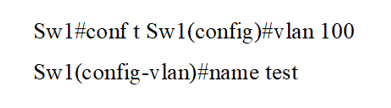 Sw1#conf t Sw1(config)#vlan 100
Sw1(config-vlan)#name test